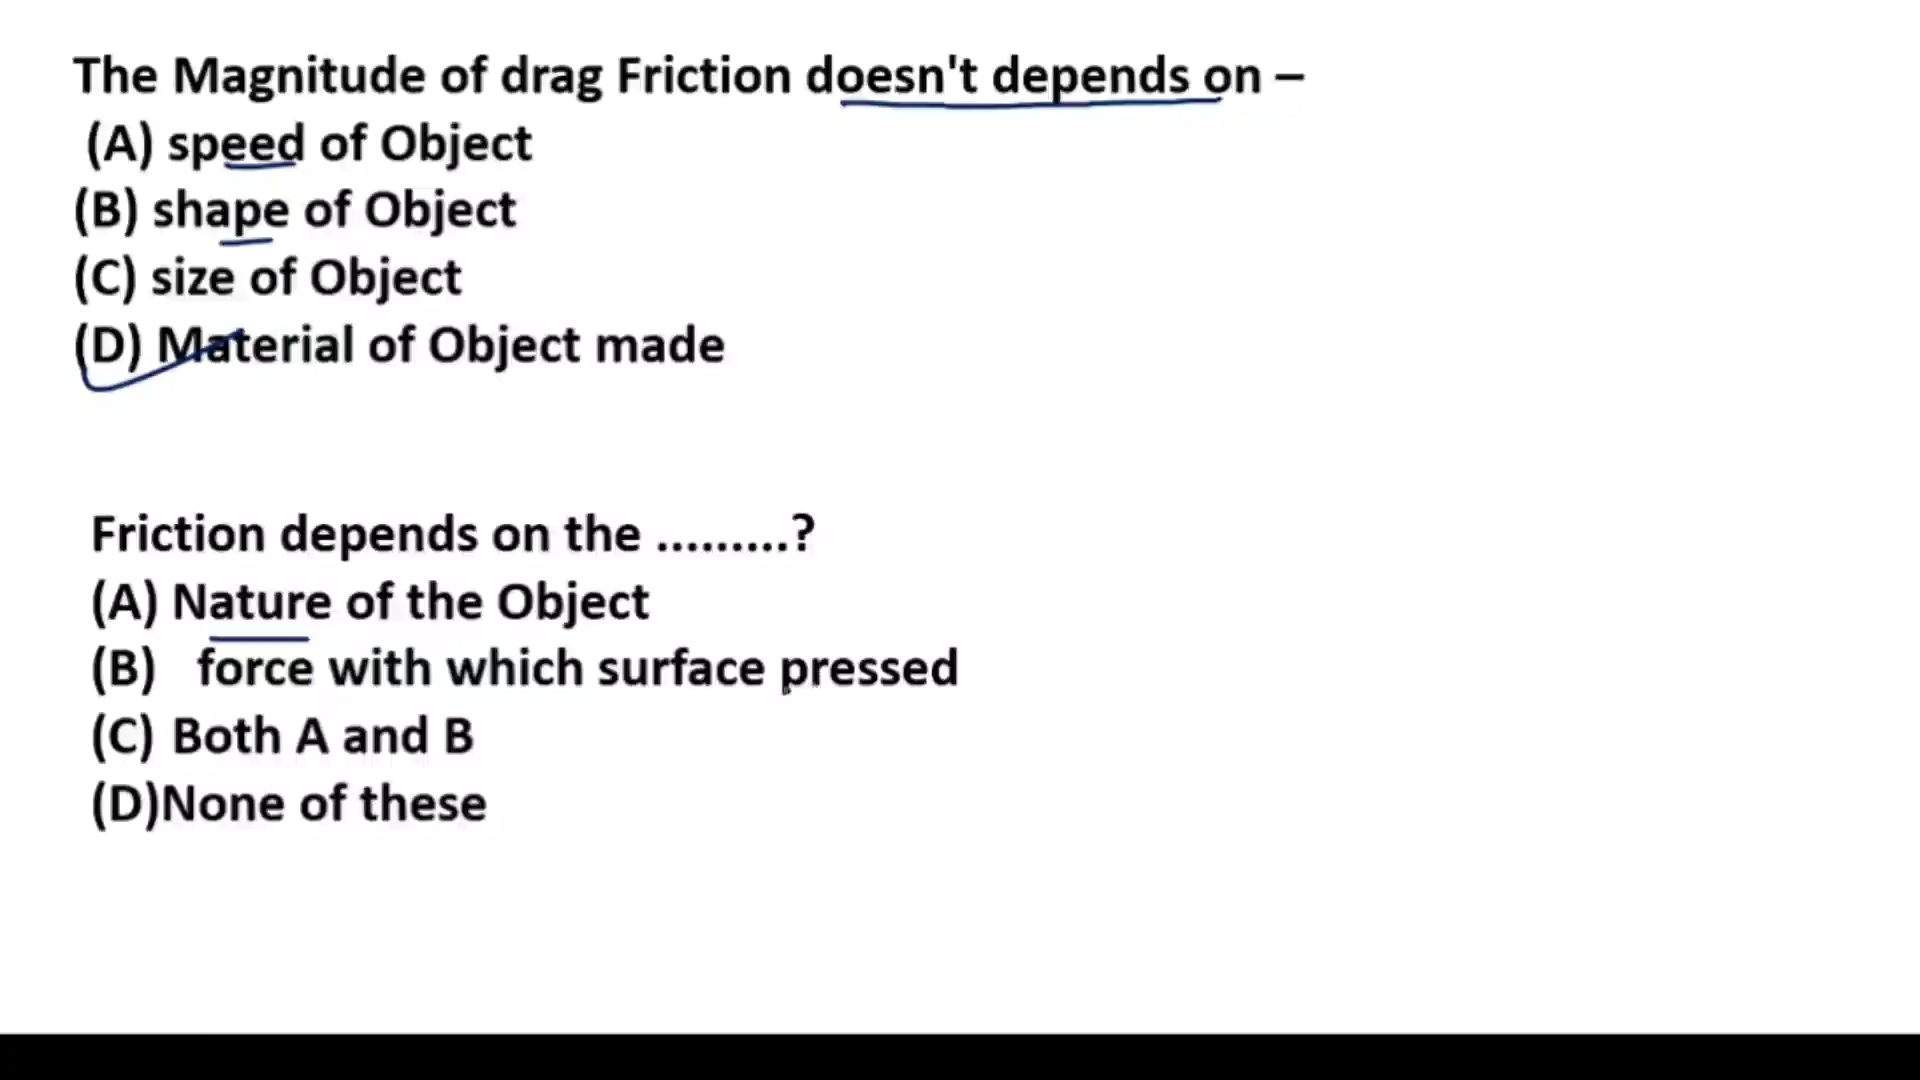 The Magnitude of drag Friction doesn't depends on –
(A) speed of Object
(B) shape of Object
(C) size of Object
(D) Material of Object made
Friction depends on the .........?
(A) Nature of the Object
(B) force with which surface pressed
(C) Both A and B
(D)None of these